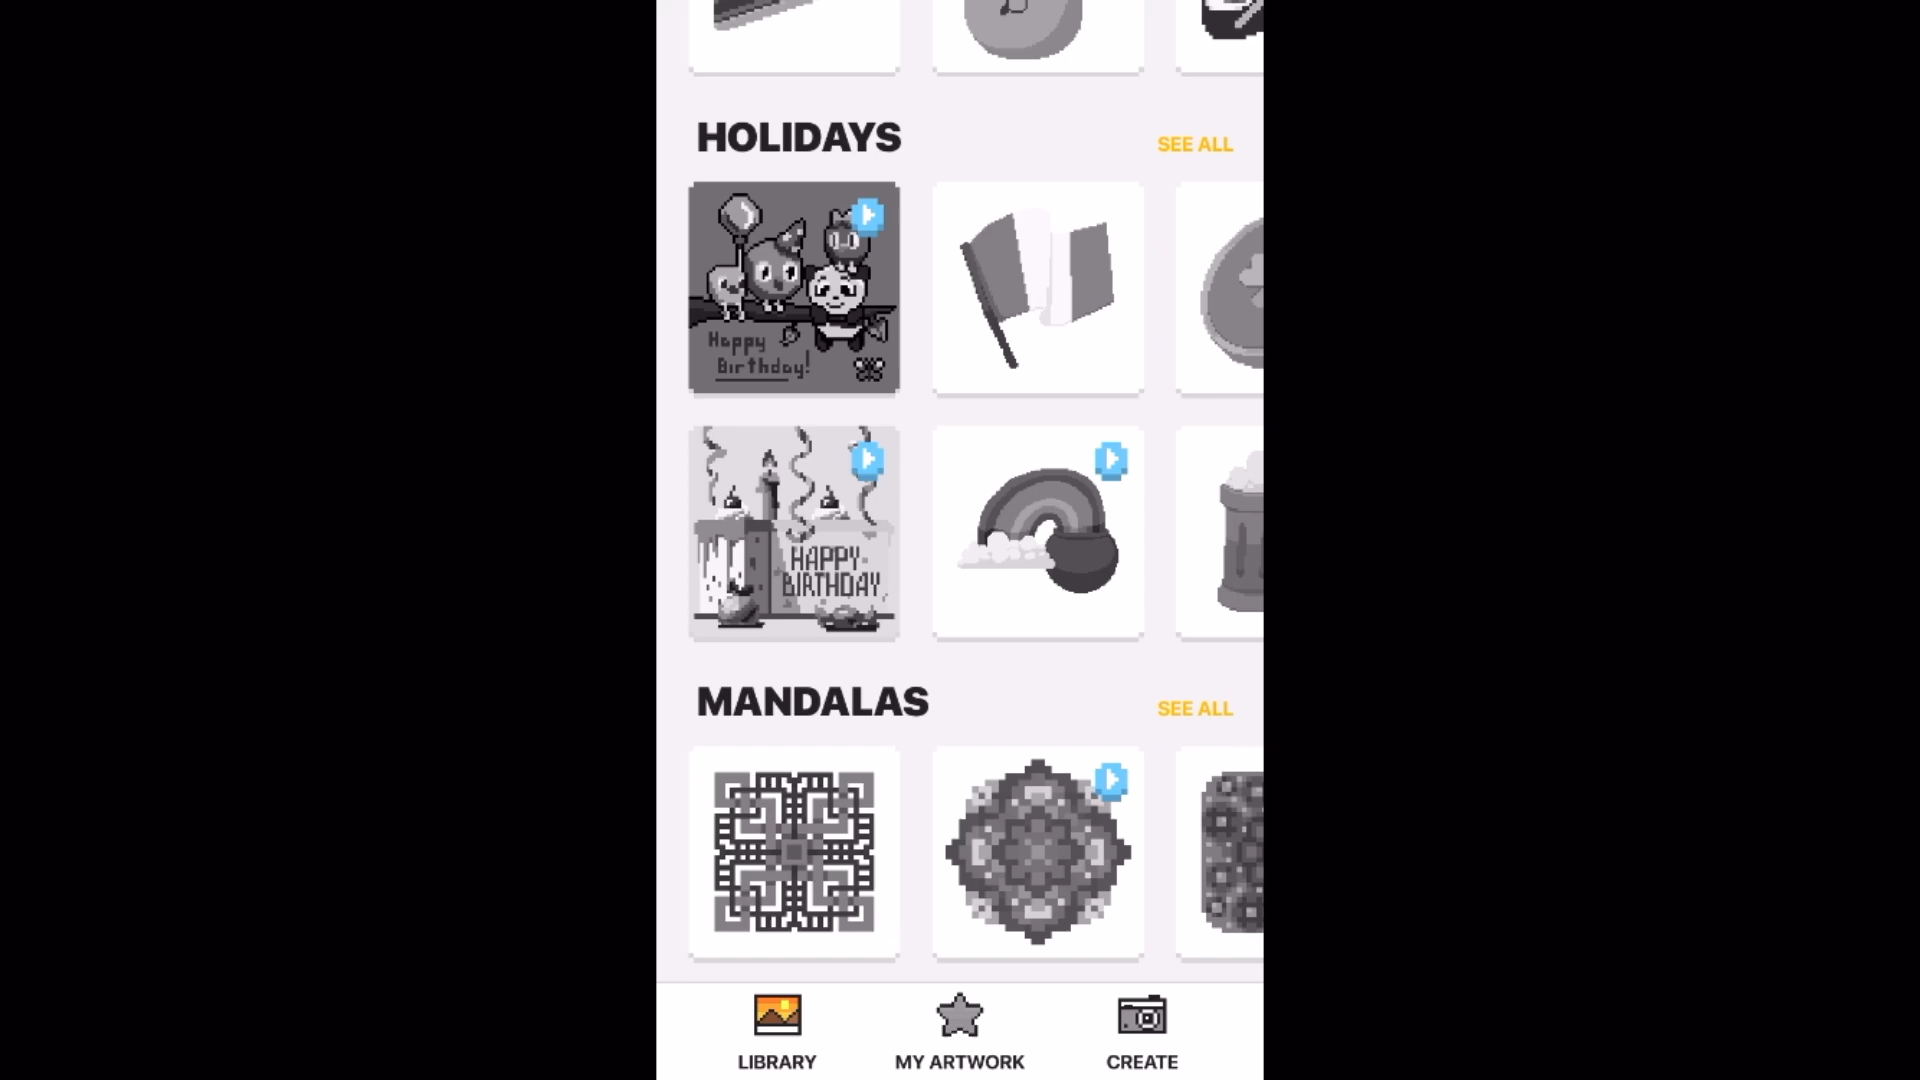 HOLIDAYS
SEE ALL
Happy
Birthday!
HAPPY
BIRTHDAY
MANDALAS
SEE ALL
LIBRARY
MY ARTWORK
CREATE